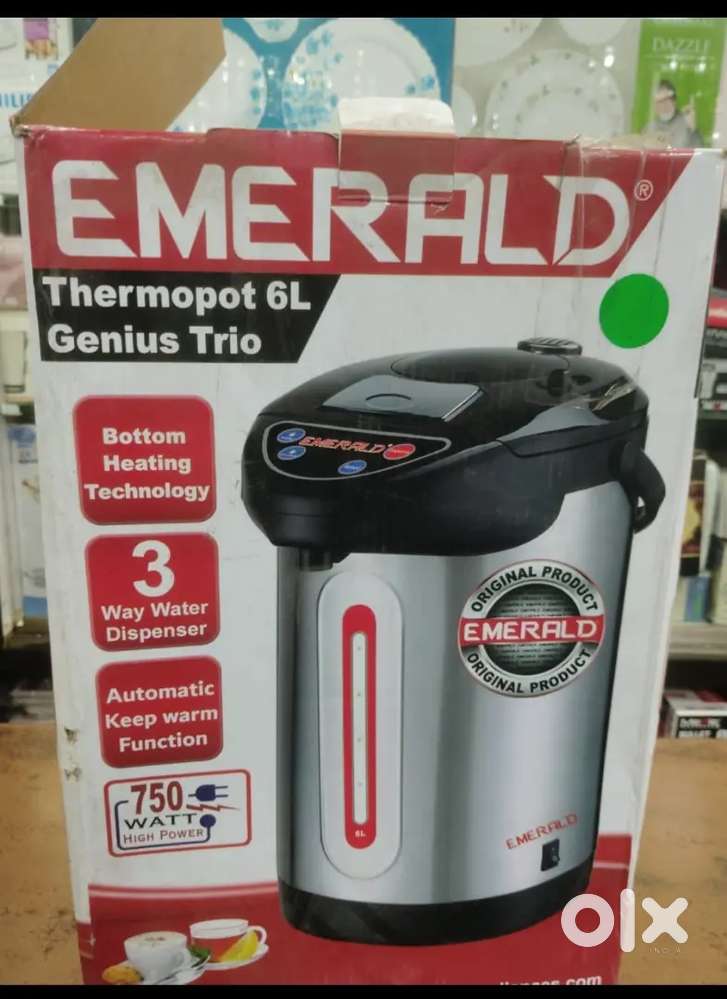 DAZZLE
EMERALD®
Thermopot 6L
Genius Trio
EMERALD
Bottom
Heating
Technology
3
Way Water
Dispenser
ORIGINAL PRODUCT
EMERALD
ORIGINAL PRODUCT
Automatic
Keep warm
Function
750
WATT
HIGH POWER
6L
EMERALD
olx
INDIA